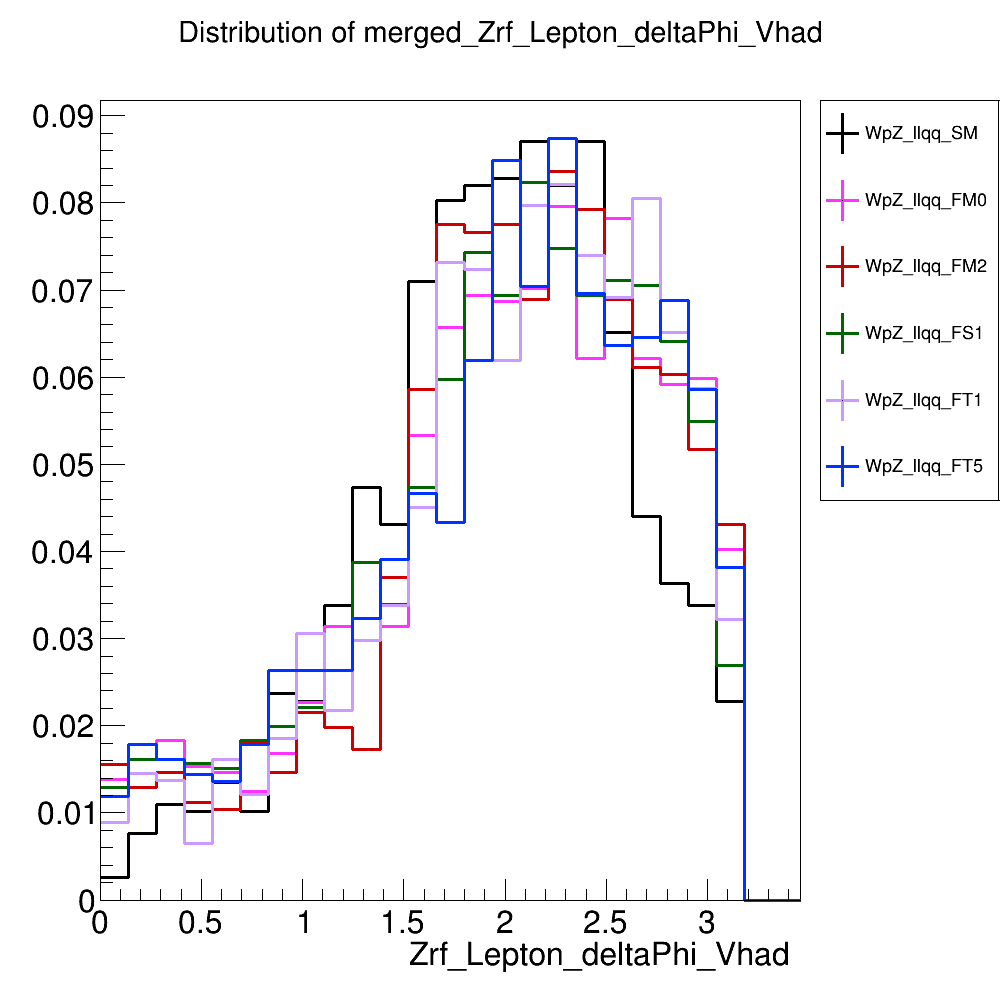 Distribution of merged_Zrf_Lepton_deltaPhi_Vhad
0.09
0.08
0.07
0.06
0.05
0.04
0.03
0.02
0.01
0
0 0.5 1 1.5 2 2.5 3
Zrf_Lepton_deltaPhi_Vhad
WpZ_llqq_SM
WpZ_llqq_FM0
WpZ_llqq_FM2
WpZ_llqq_FS1
WpZ_llqq_FT1
WpZ_llqq_FT5